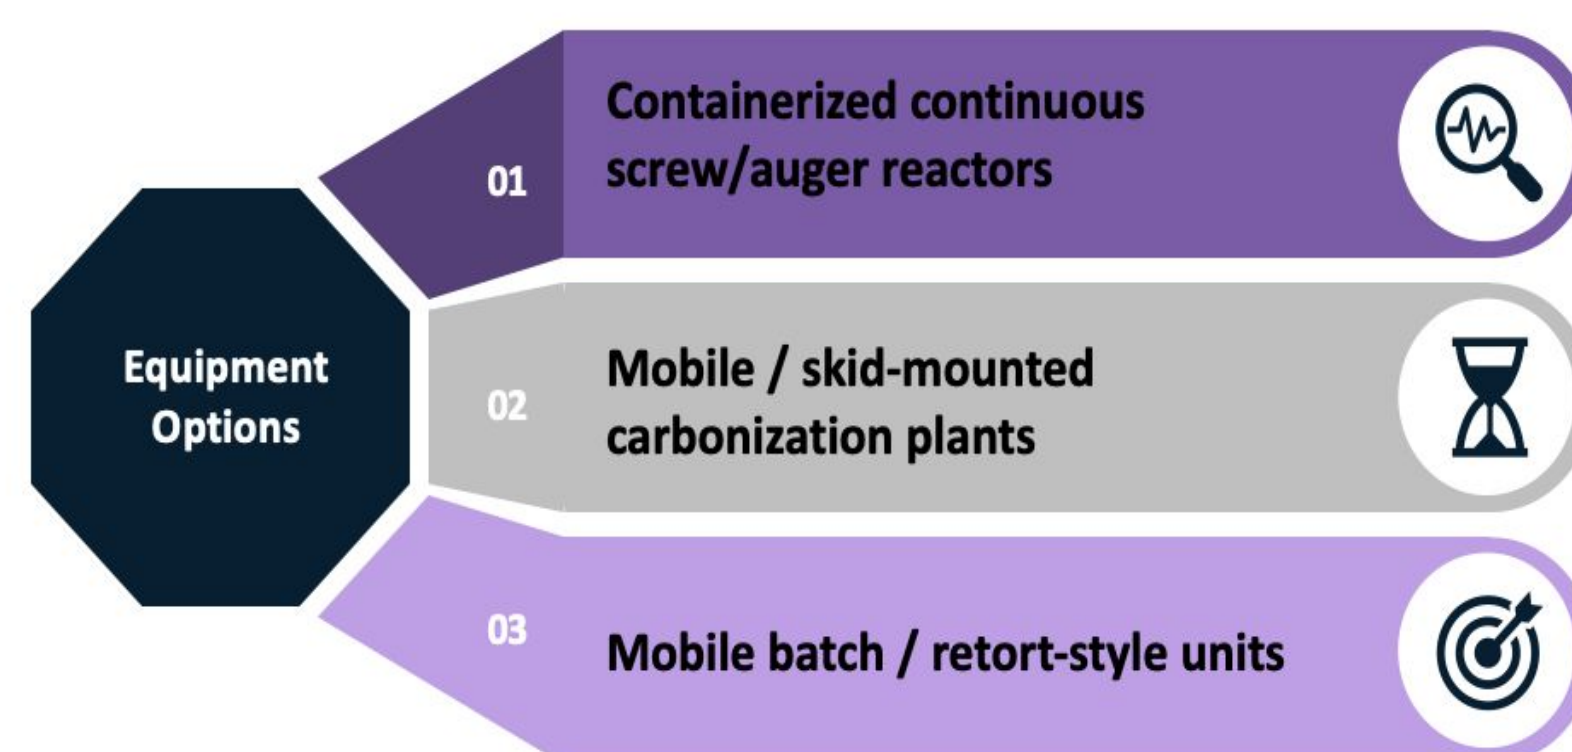 Equipment
Options
01
Containerized continuous
screw/auger reactors
02
Mobile / skid-mounted
carbonization plants
03
Mobile batch / retort-style units